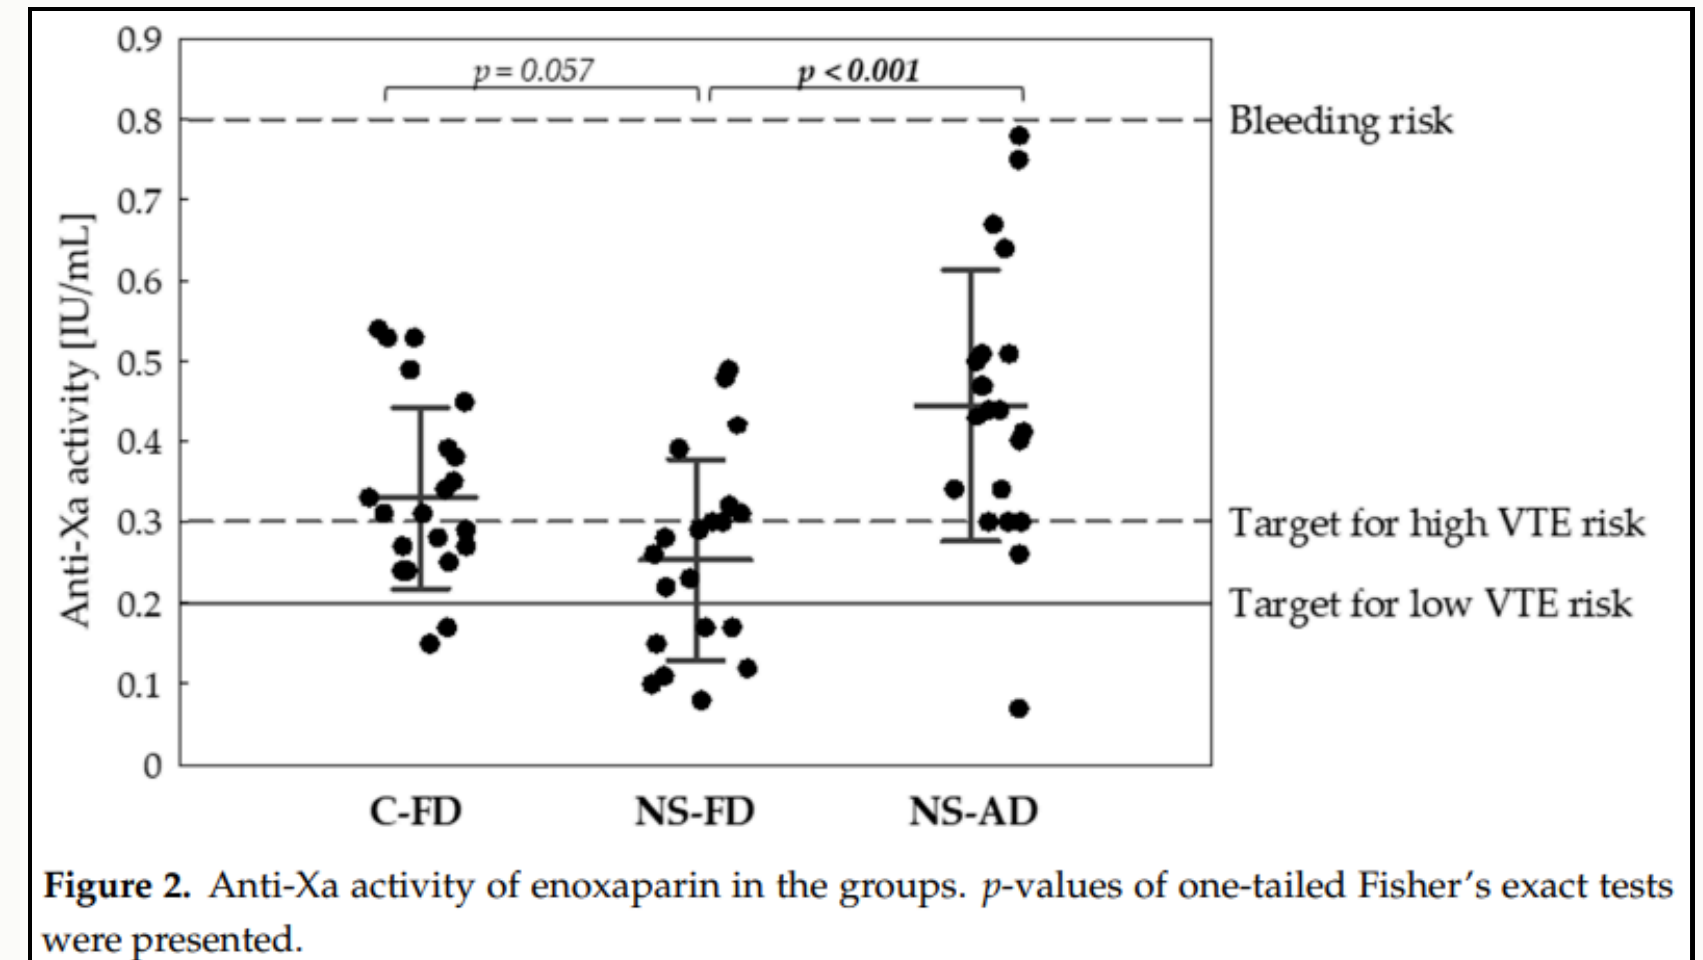 0.9
p = 0.057
p < 0.001
0.8
Bleeding risk
0.7
0.6
0.5
0.4
0.3
Target for high VTE risk
0.2
Target for low VTE risk
0.1
0
Anti-Xa activity [IU/mL]
C-FD
NS-FD
NS-AD
Figure 2. Anti-Xa activity of enoxaparin in the groups. p-values of one-tailed Fisher’s exact tests
were presented.